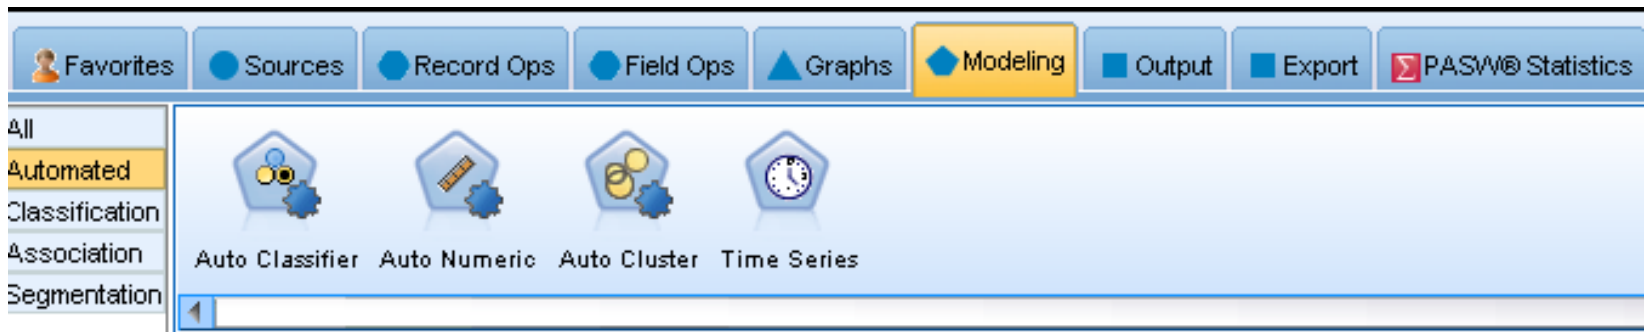 Favorites
Sources
Record Ops
Field Ops
Graphs
Modeling
Output
Export
Σ PASW® Statistics
All
Automated
Classification
Association
Segmentation
Auto Classifier
Auto Numeric
Auto Cluster
Time Series